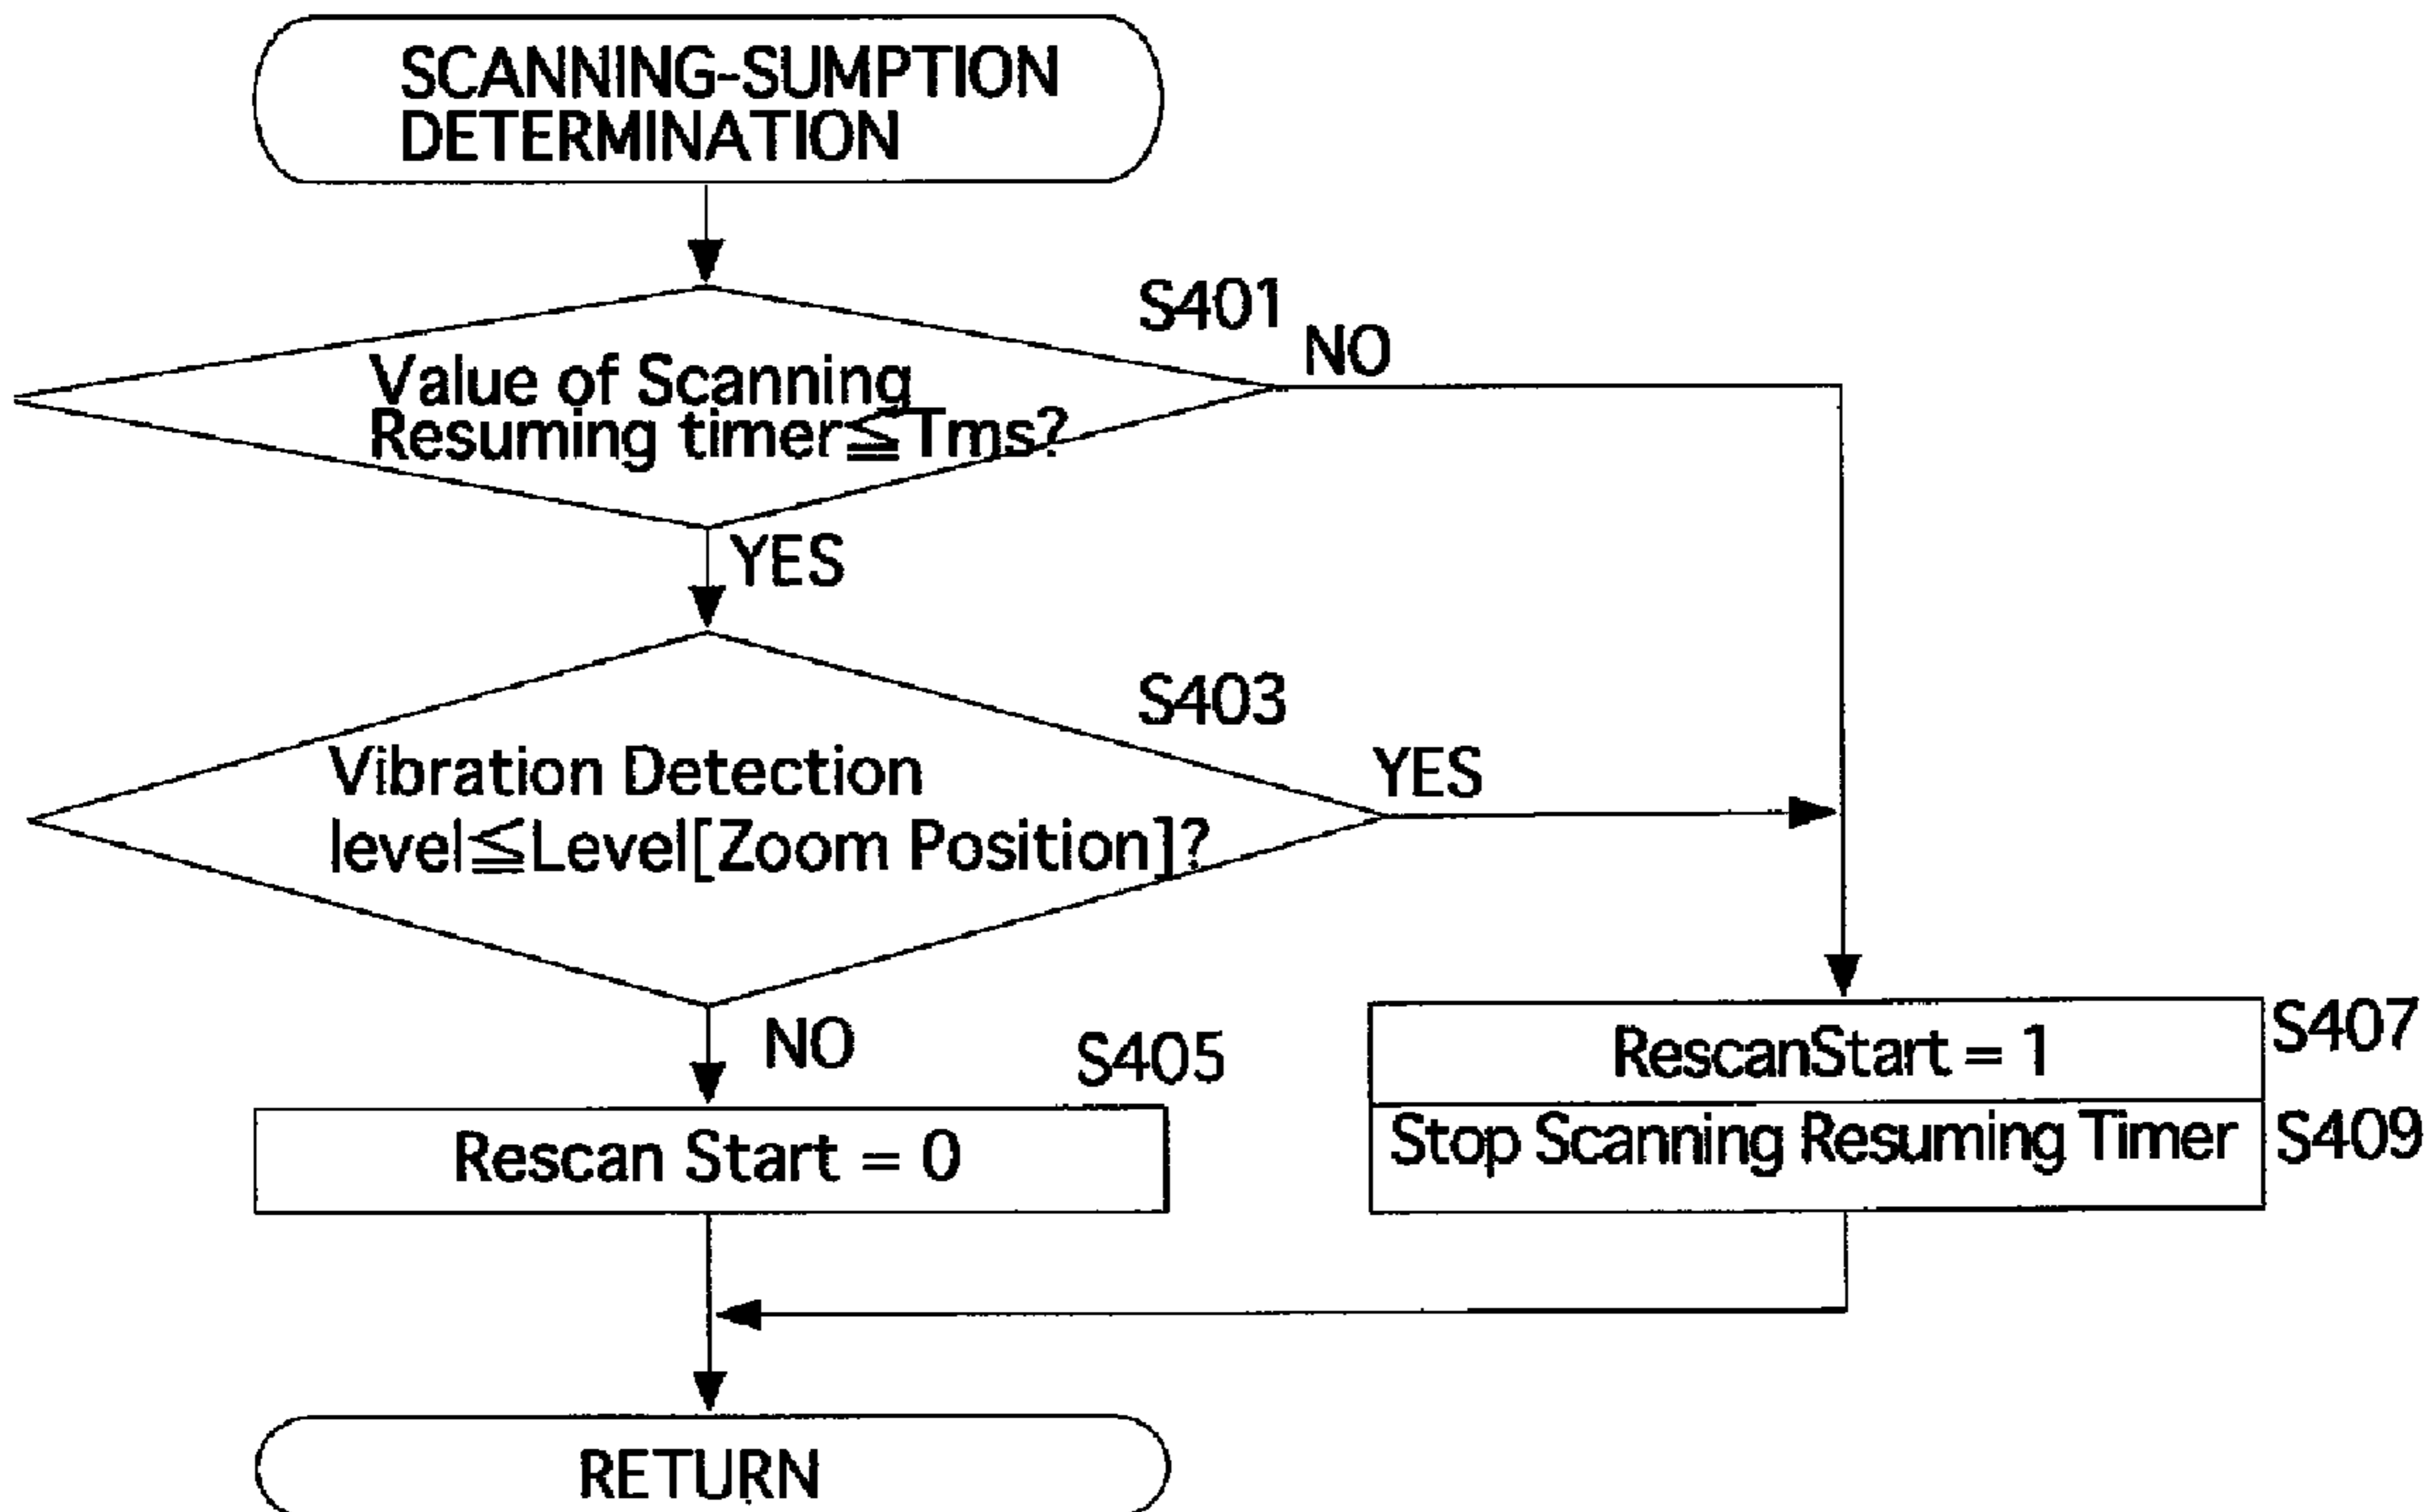 SCANNING-SUMPTION
DETERMINATION
S401
NO
Value of Scanning
Resuming timer≦Tms?
YES
S403
YES
Vibration Detection
level≦Level[Zoom Position]?
NO
S405
Rescan Start = 0
RescanStart = 1
S407
Stop Scanning Resuming Timer
S409
RETURN